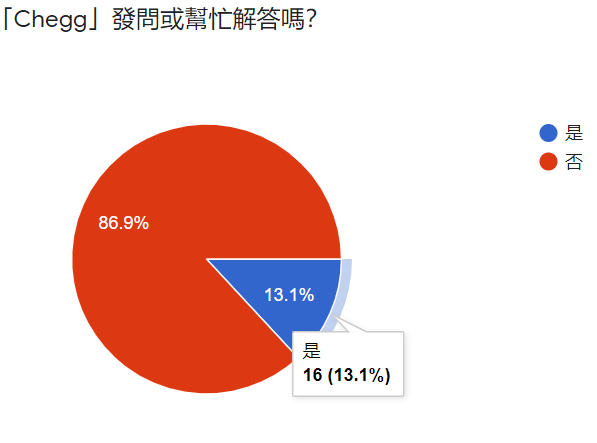 「Chegg」發問或幫忙解答嗎？
是
否
86.9%
13.1%
是
16 (13.1%)